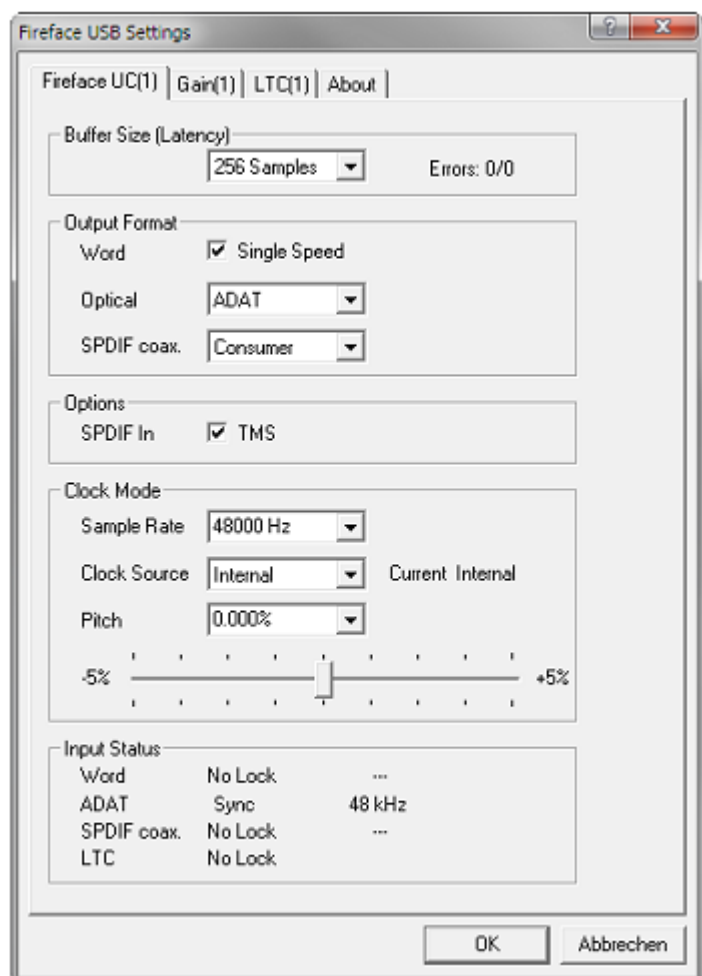 Fireface USB Settings
Fireface UC(1) Gain(1) LTC(1) About
Buffer Size (Latency)
256 Samples Errors: 0/0
Output Format
Word Single Speed
Optical ADAT
SPDIF coax. Consumer
Options
SPDIF In TMS
Clock Mode
Sample Rate 48000 Hz
Clock Source Internal Current Internal
Pitch 0.000%
-5% +5%
Input Status
Word No Lock ---
ADAT Sync 48 kHz
SPDIF coax. No Lock ---
LTC No Lock
OK Abbrechen